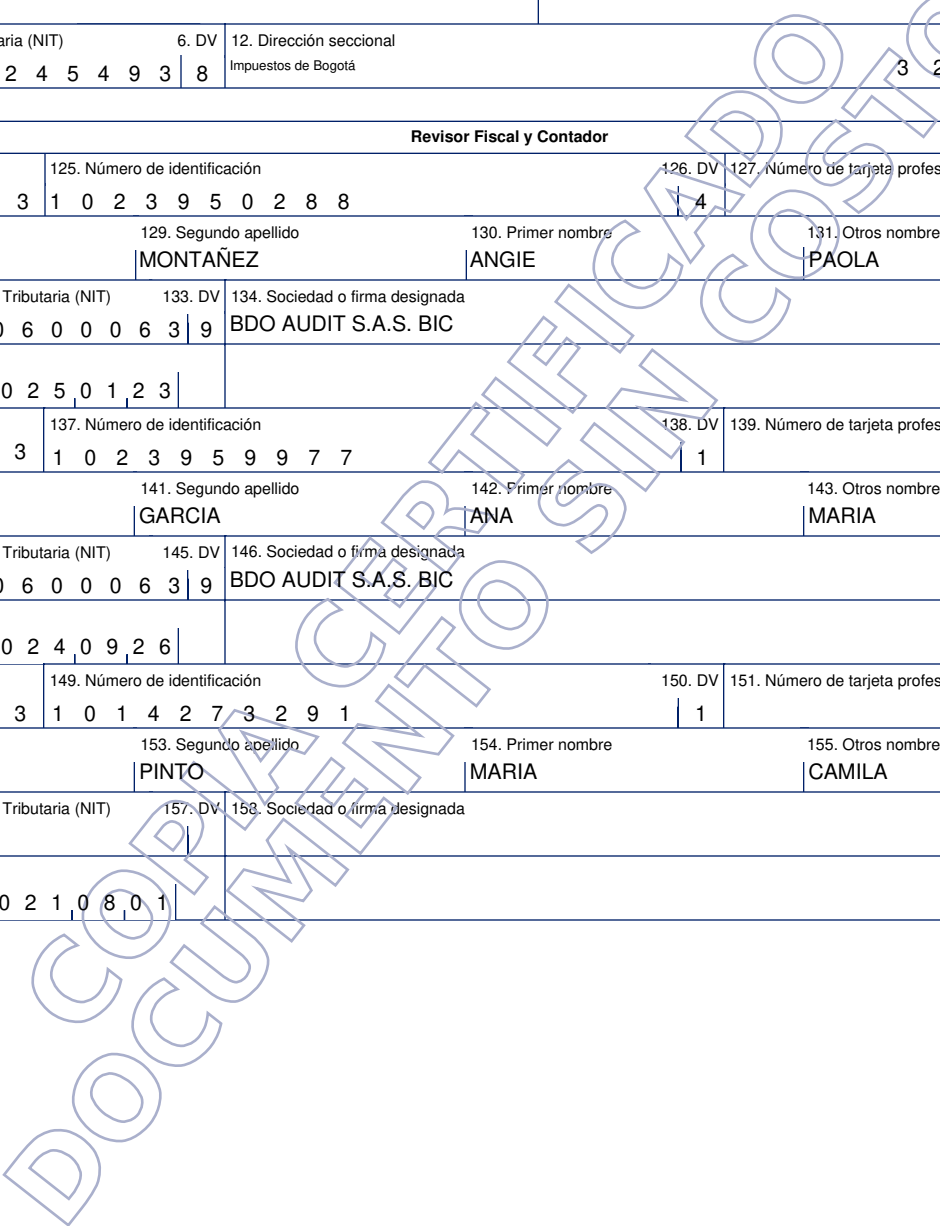 aria (NIT) 6. DV 12. Dirección seccional
2 4 5 4 9 3 8 Impuestos de Bogotá 3 2
Revisor Fiscal y Contador
125. Número de identificación 126. DV 127. Número de tarjeta profes
3 1 0 2 3 9 5 0 2 8 8 4
129. Segundo apellido 130. Primer nombre 131. Otros nombre
MONTAÑEZ ANGIE PAOLA
Tributaria (NIT) 133. DV 134. Sociedad o firma designada
0 6 0 0 0 6 3 9 BDO AUDIT S.A.S. BIC
0 2 5 0 1 2 3
137. Número de identificación 138. DV 139. Número de tarjeta profes
3 1 0 2 3 9 5 9 9 7 7 1
141. Segundo apellido 142. Primer nombre 143. Otros nombre
GARCIA ANA MARIA
Tributaria (NIT) 145. DV 146. Sociedad o firma designada
0 6 0 0 0 6 3 9 BDO AUDIT S.A.S. BIC
0 2 4 0 9 2 6
149. Número de identificación 150. DV 151. Número de tarjeta profes
3 1 0 1 4 2 7 3 2 9 1 1
153. Segundo apellido 154. Primer nombre 155. Otros nombre
PINTO MARIA CAMILA
Tributaria (NIT) 157. DV 158. Sociedad o firma designada
0 2 1 0 8 0 1
COPIA CERTIFICADO
DOCUMENTO SIN COSTO